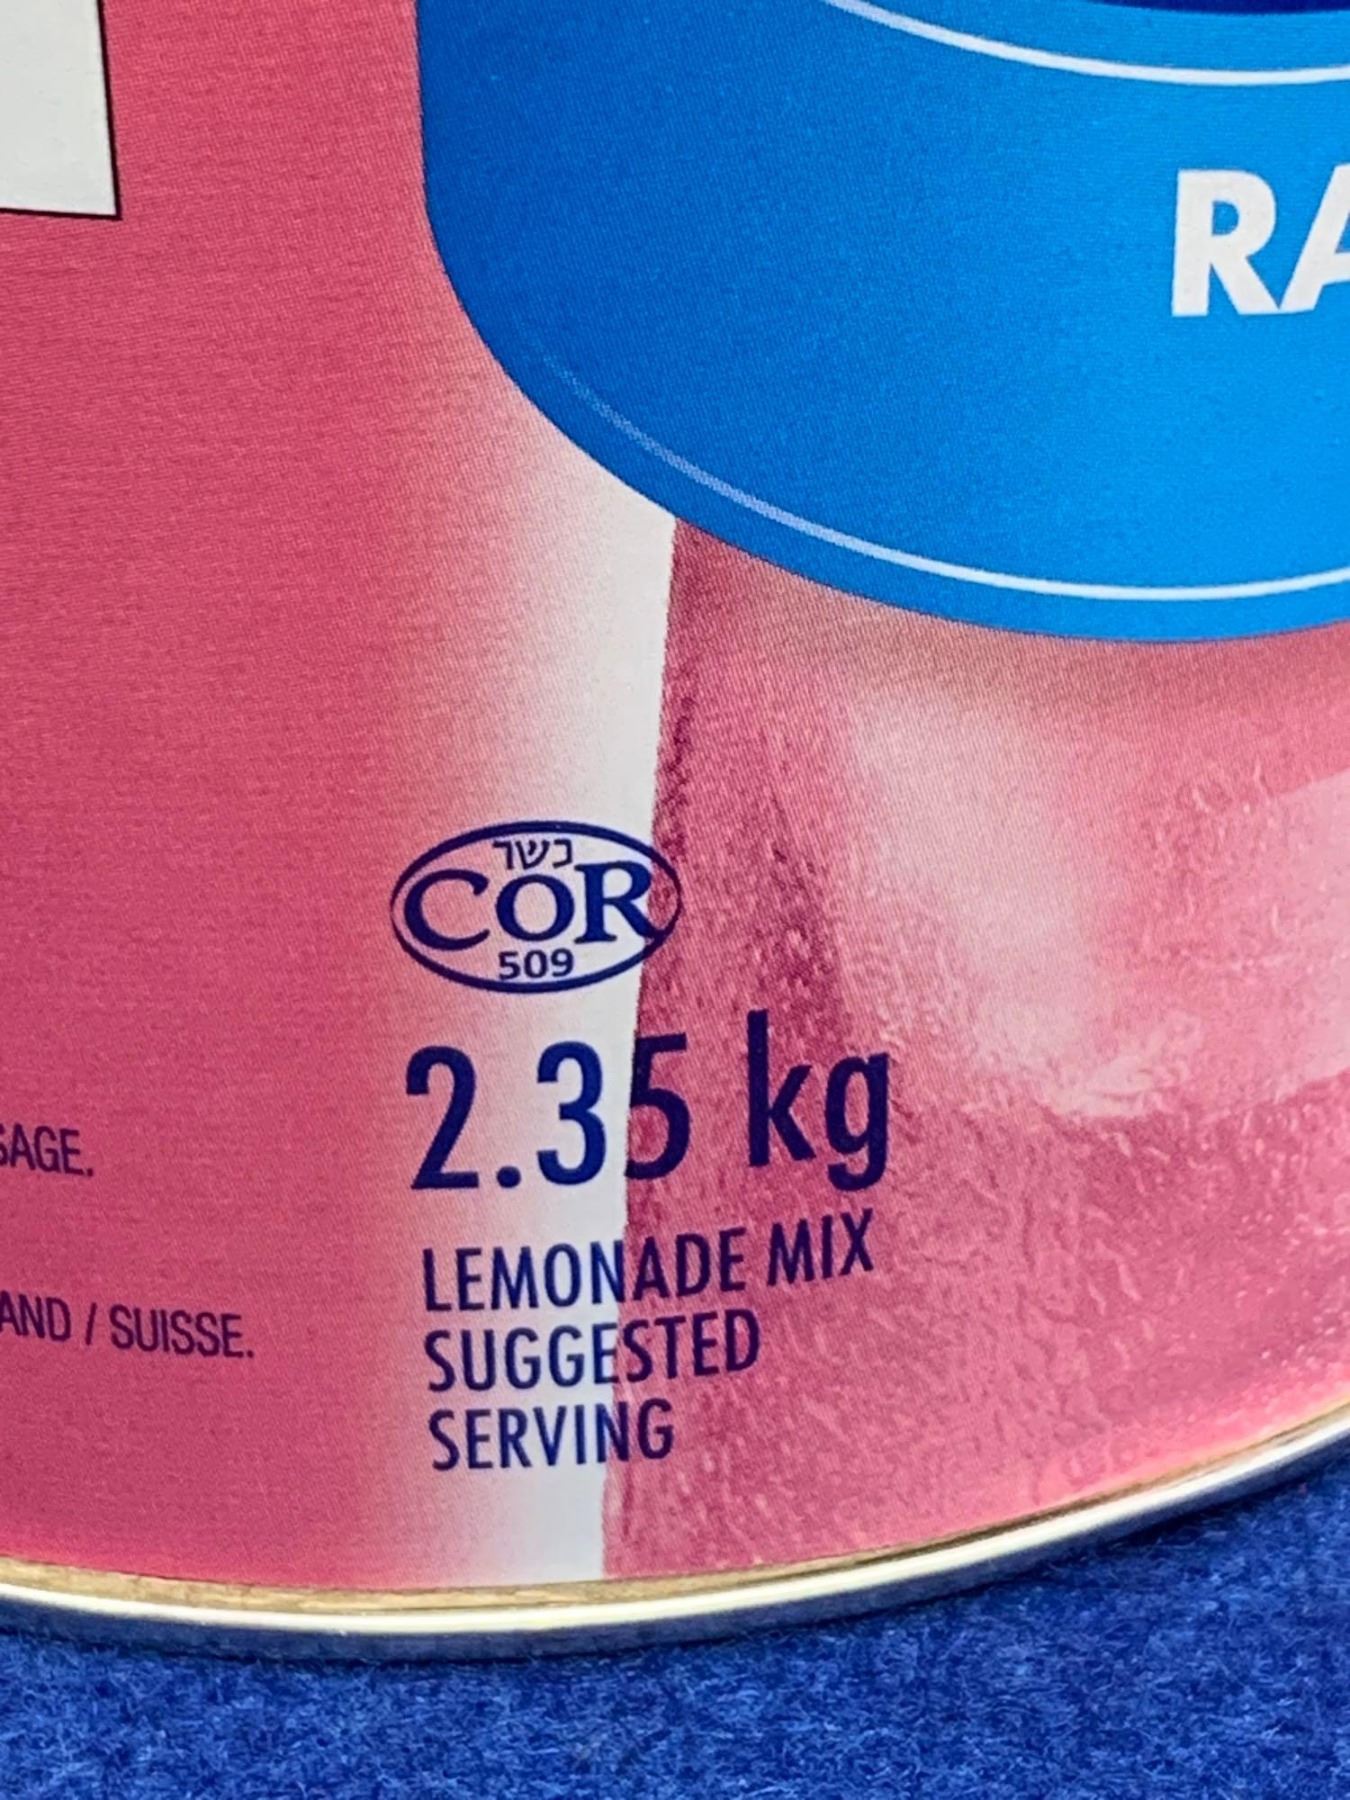 RA
כשר
COR
509
2.35 kg
SAGE.
LEMONADE MIX
AND / SUISSE.
SUGGESTED
SERVING